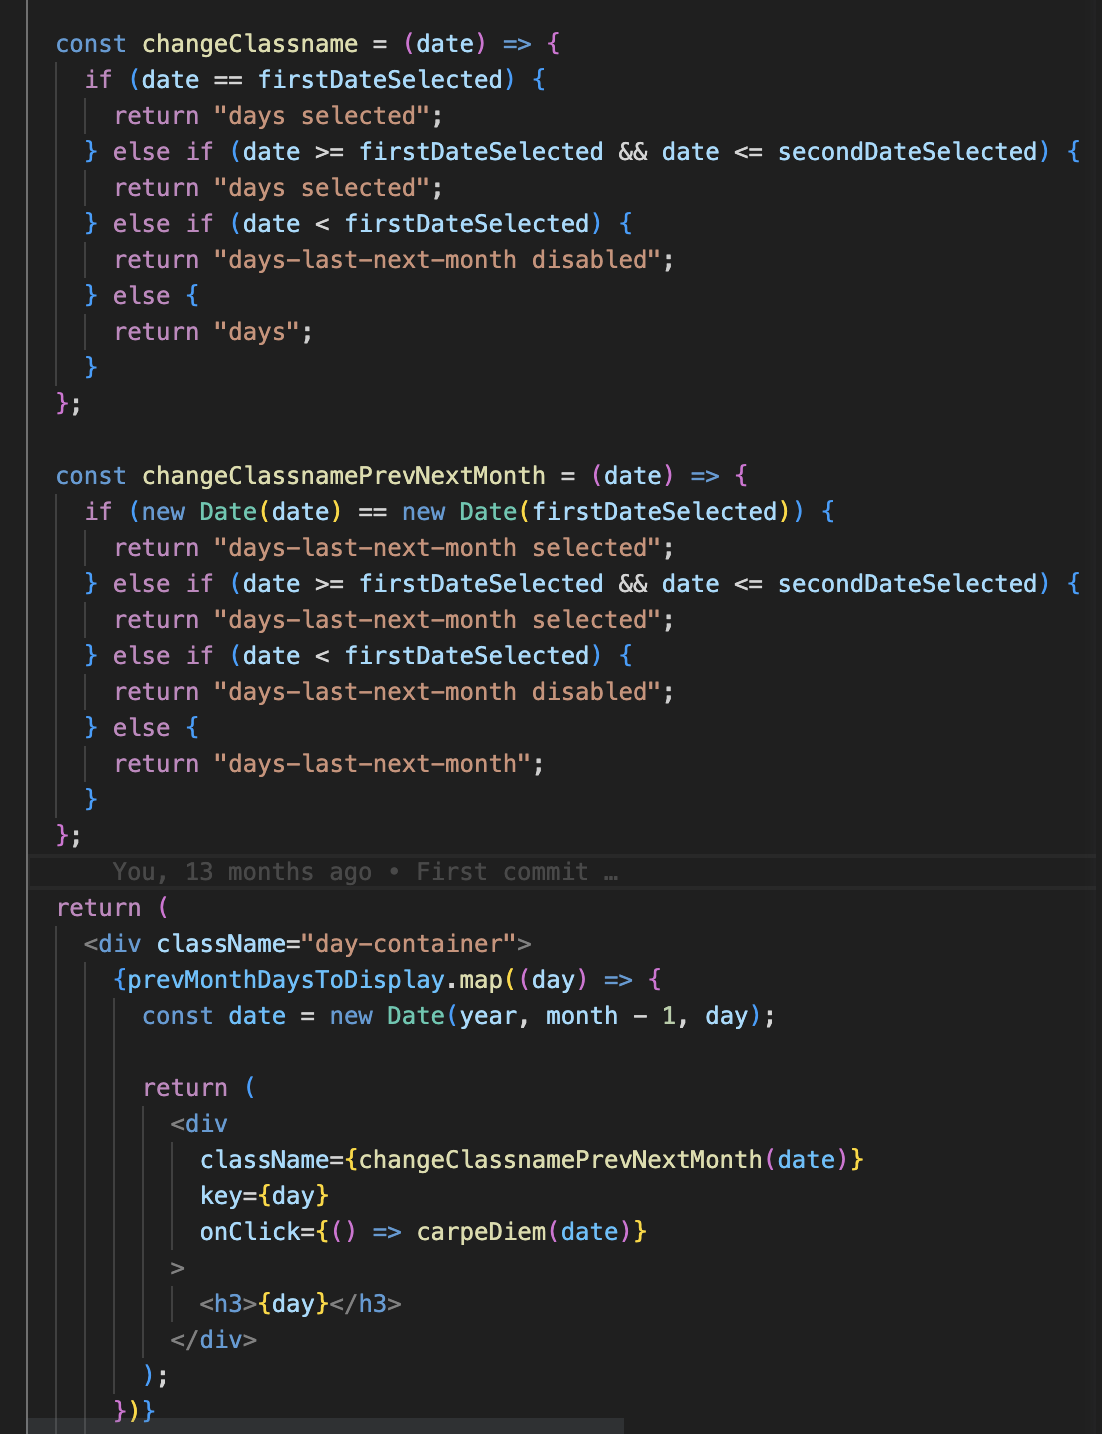 const changeClassname = (date) => {
if (date == firstDateSelected) {
return "days selected";
} else if (date >= firstDateSelected && date <= secondDateSelected) {
return "days selected";
} else if (date < firstDateSelected) {
return "days-last-next-month disabled";
} else {
return "days";
}
};
const changeClassnamePrevNextMonth = (date) => {
if (new Date(date) == new Date(firstDateSelected)) {
return "days-last-next-month selected";
} else if (date >= firstDateSelected && date <= secondDateSelected) {
return "days-last-next-month selected";
} else if (date < firstDateSelected) {
return "days-last-next-month disabled";
} else {
return "days-last-next-month";
}
};
You, 13 months ago • First commit …
return (
<div className="day-container">
{prevMonthDaysToDisplay.map((day) => {
const date = new Date(year, month - 1, day);
return (
<div
className={changeClassnamePrevNextMonth(date)}
key={day}
onClick={() => carpeDiem(date)}
>
<h3>{day}</h3>
</div>
);
})}